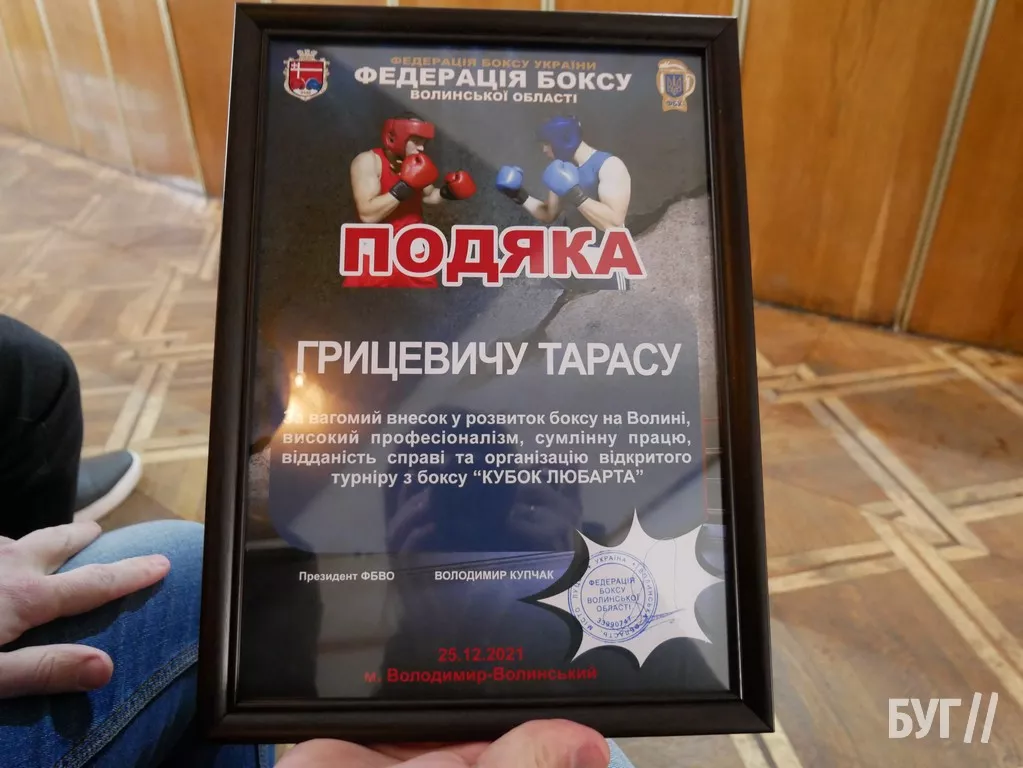 ФЕДЕРАЦІЯ БОКСУ УКРАЇНИ
ФЕДЕРАЦІЯ БОКСУ
ВОЛИНСЬКОЇ ОБЛАСТІ
ПОДЯКА
ГРИЦЕВИЧУ ТАРАСУ
За вагомий внесок у розвиток боксу на Волині,
високий професіоналізм, сумлінну працю,
відданість справі та організацію відкритого
турніру з боксу “КУБОК ЛЮБАРТА”
Президент ФБВО ВОЛОДИМИР КУПЧАК
ФЕДЕРАЦІЯ
БОКСУ
ВОЛИНСЬКОЇ
ОБЛАСТІ
25.12.2021
м. Володимир-Волинський
БУГ//